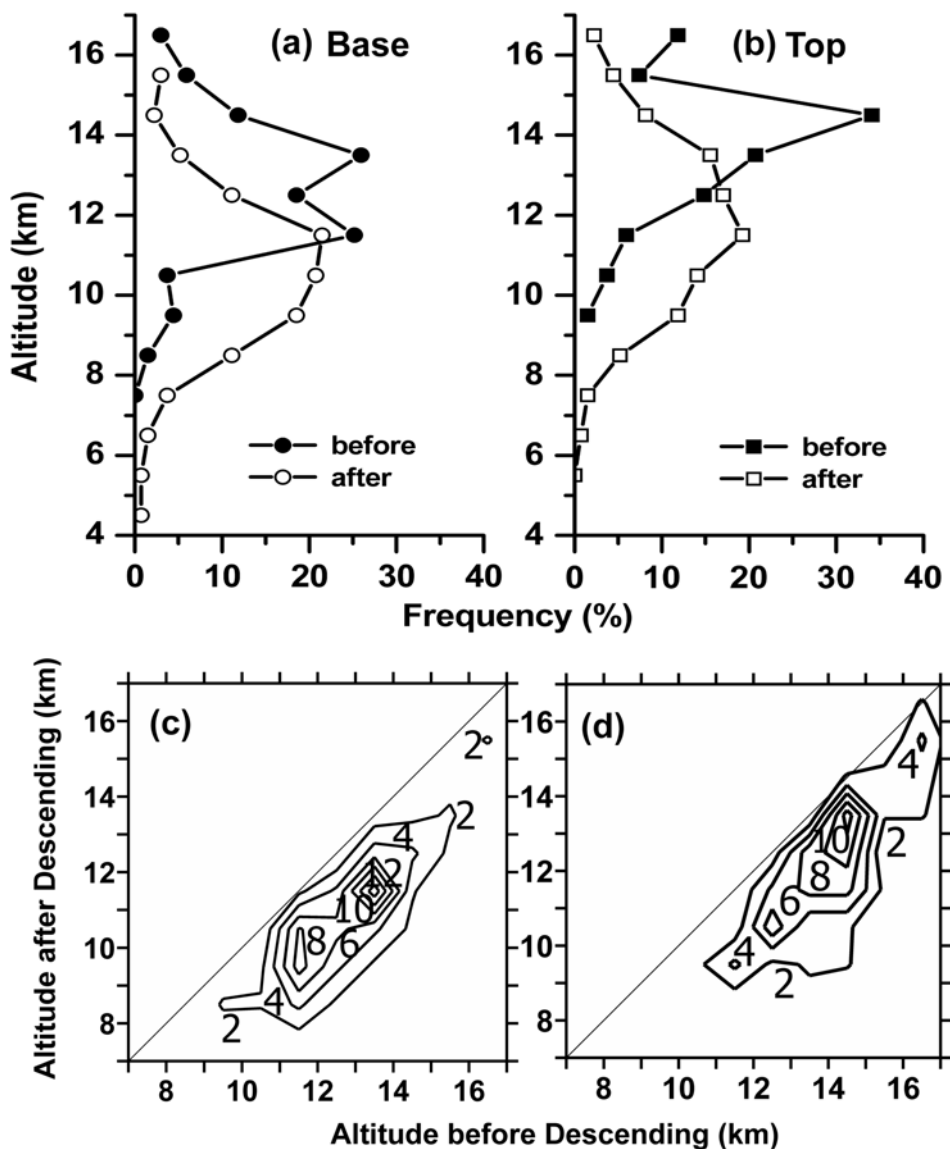 (a) Base
(b) Top
16
14
12
10
8
6
4
16
14
12
10
8
6
4
Altitude (km)
Altitude (km)
before
after
before
after
0 10 20 30 40
0 10 20 30 40
Frequency (%)
(c)
(d)
16
14
12
10
8
16
14
12
10
8
Altitude after Descending (km)
2
2
4
12
10
8
6
4
2
4
2
10
8
6
4
2
8 10 12 14 16
8 10 12 14 16
Altitude before Descending (km)